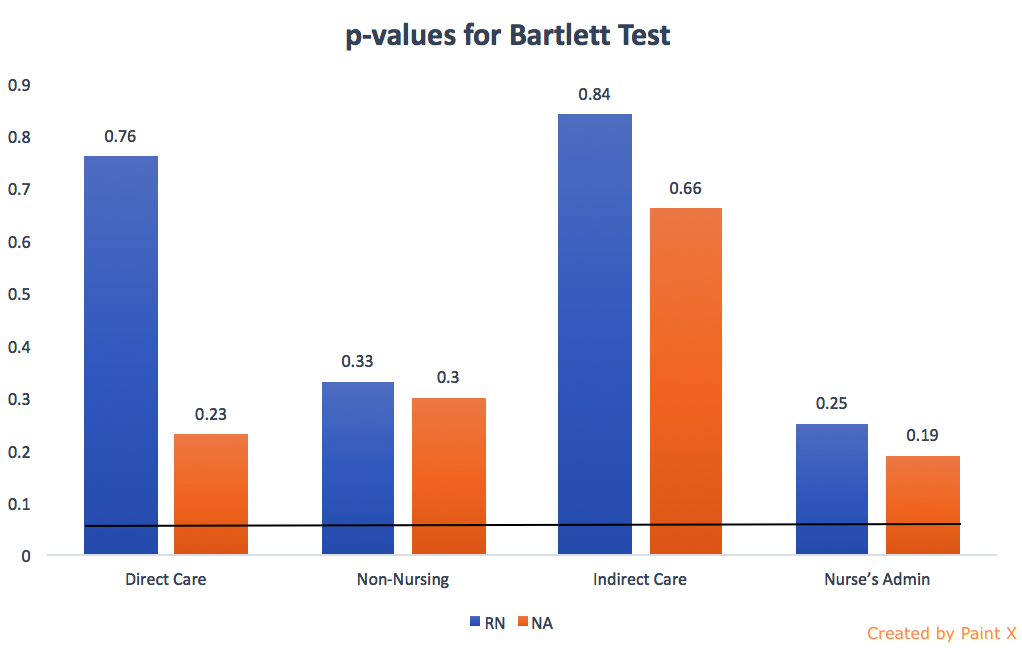 p-values for Bartlett Test
0.9
0.8
0.7
0.6
0.5
0.4
0.3
0.2
0.1
0
0.76
0.23
0.33
0.3
0.84
0.66
0.25
0.19
Direct Care
Non-Nursing
Indirect Care
Nurse’s Admin
RN
NA
Created by Paint X